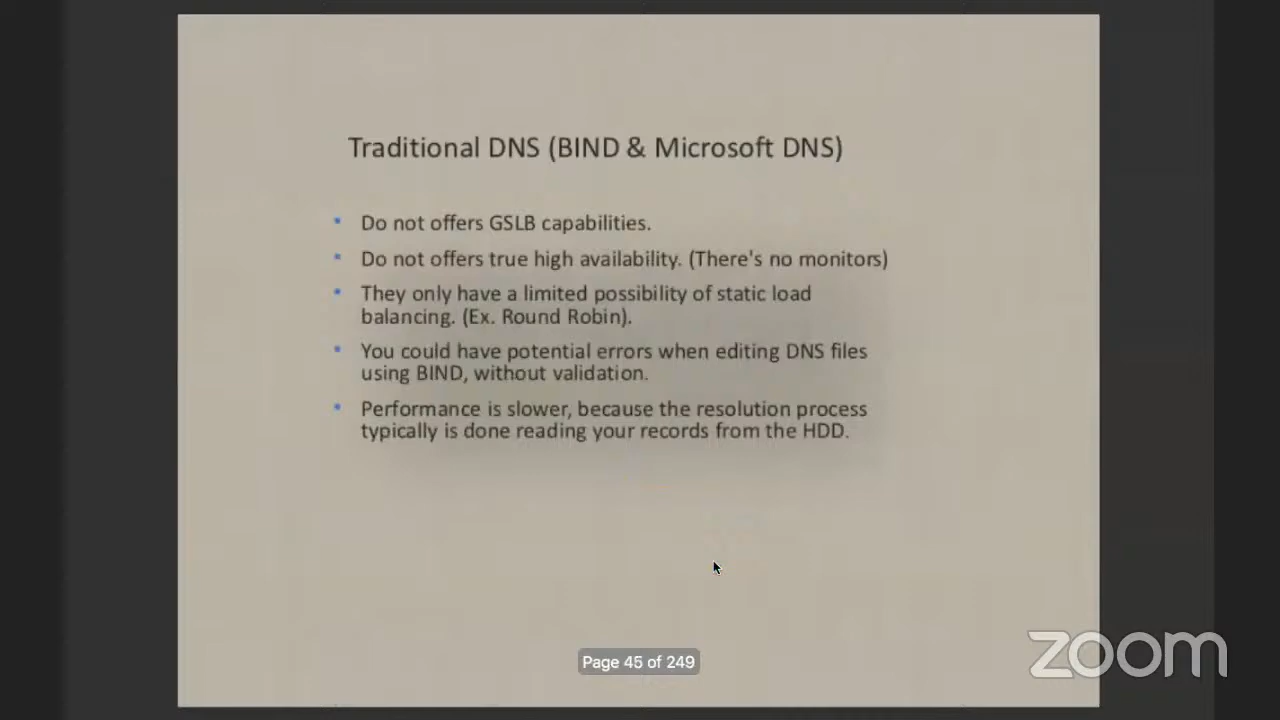 Traditional DNS (BIND & Microsoft DNS)
• Do not offers GSLB capabilities.
• Do not offers true high availability. (There's no monitors)
• They only have a limited possibility of static load
balancing. (Ex. Round Robin).
• You could have potential errors when editing DNS files
using BIND, without validation.
• Performance is slower, because the resolution process
typically is done reading your records from the HDD.
Page 45 of 249
zoom